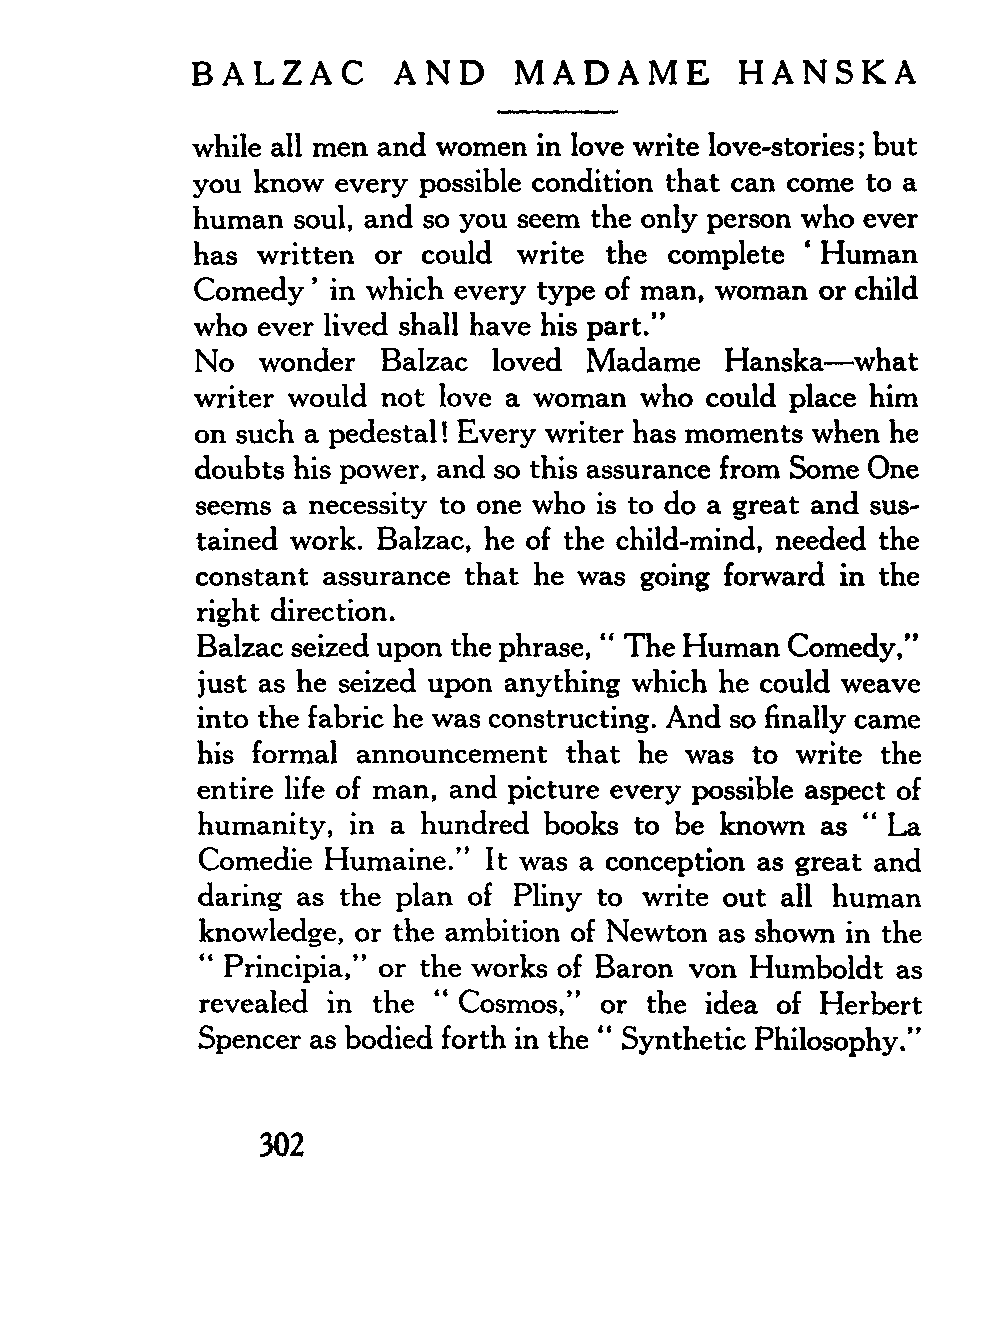 BALZAC AND MADAME HANSKA
while all men and women in love write love-stories; but
you know every possible condition that can come to a
human soul, and so you seem the only person who ever
has written or could write the complete ‘ Human
Comedy ’ in which every type of man, woman or child
who ever lived shall have his part.”
No wonder Balzac loved Madame Hanska—what
writer would not love a woman who could place him
on such a pedestal! Every writer has moments when he
doubts his power, and so this assurance from Some One
seems a necessity to one who is to do a great and sus-
tained work. Balzac, he of the child-mind, needed the
constant assurance that he was going forward in the
right direction.
Balzac seized upon the phrase, “ The Human Comedy,”
just as he seized upon anything which he could weave
into the fabric he was constructing. And so finally came
his formal announcement that he was to write the
entire life of man, and picture every possible aspect of
humanity, in a hundred books to be known as “ La
Comedie Humaine.” It was a conception as great and
daring as the plan of Pliny to write out all human
knowledge, or the ambition of Newton as shown in the
“ Principia,” or the works of Baron von Humboldt as
revealed in the “ Cosmos,” or the idea of Herbert
Spencer as bodied forth in the “ Synthetic Philosophy.”
302